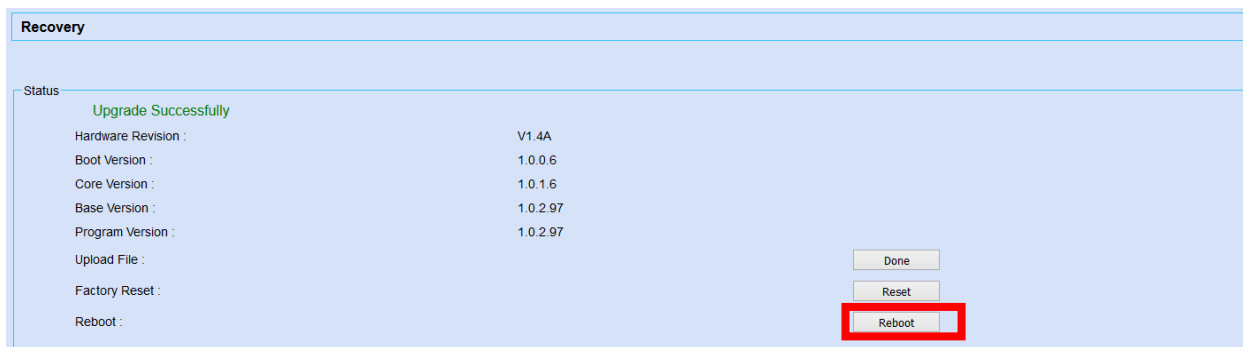 Recovery
Status
Upgrade Successfully
Hardware Revision : V1.4A
Boot Version : 1.0.0.6
Core Version : 1.0.1.6
Base Version : 1.0.2.97
Program Version : 1.0.2.97
Upload File : Done
Factory Reset : Reset
Reboot : Reboot